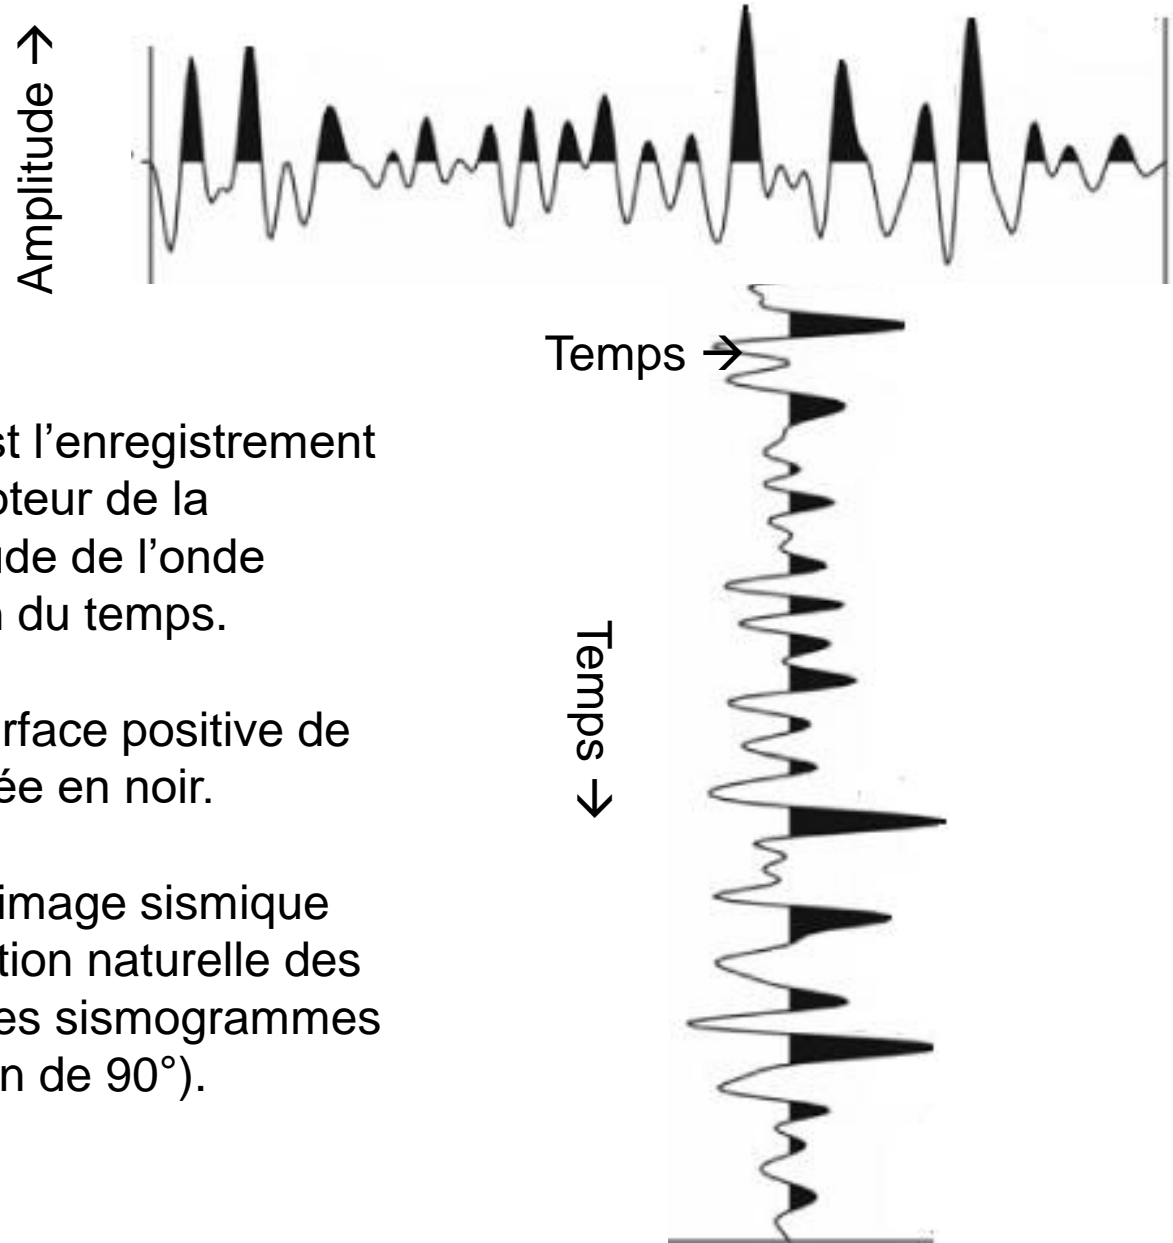 Amplitude →
Temps →
st l’enregistrement
oteur de la
ude de l’onde
n du temps.
Temps →
rface positive de
ée en noir.
image sismique
tion naturelle des
es sismogrammes
n de 90°).